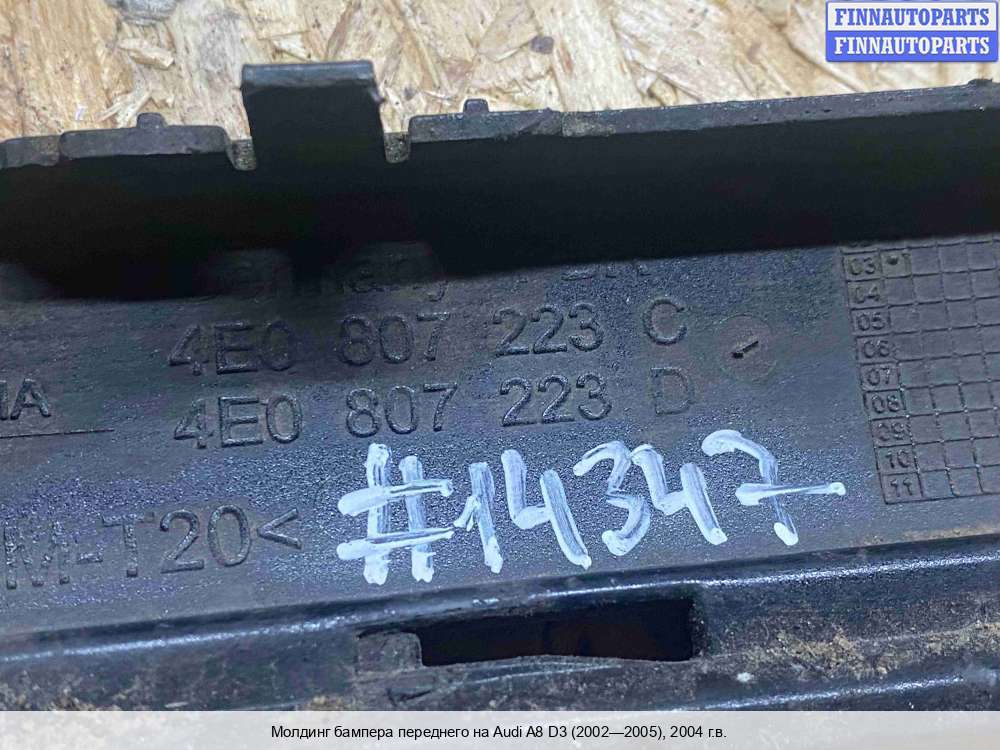 FINNAUTOPARTS
FINNAUTOPARTS
Germany
4E0 807 223 C
4E0 807 223 D
M-T20<
#14347
03
04
05
06
07
08
09
10
11
Молдинг бампера переднего на Audi A8 D3 (2002—2005), 2004 г.в.